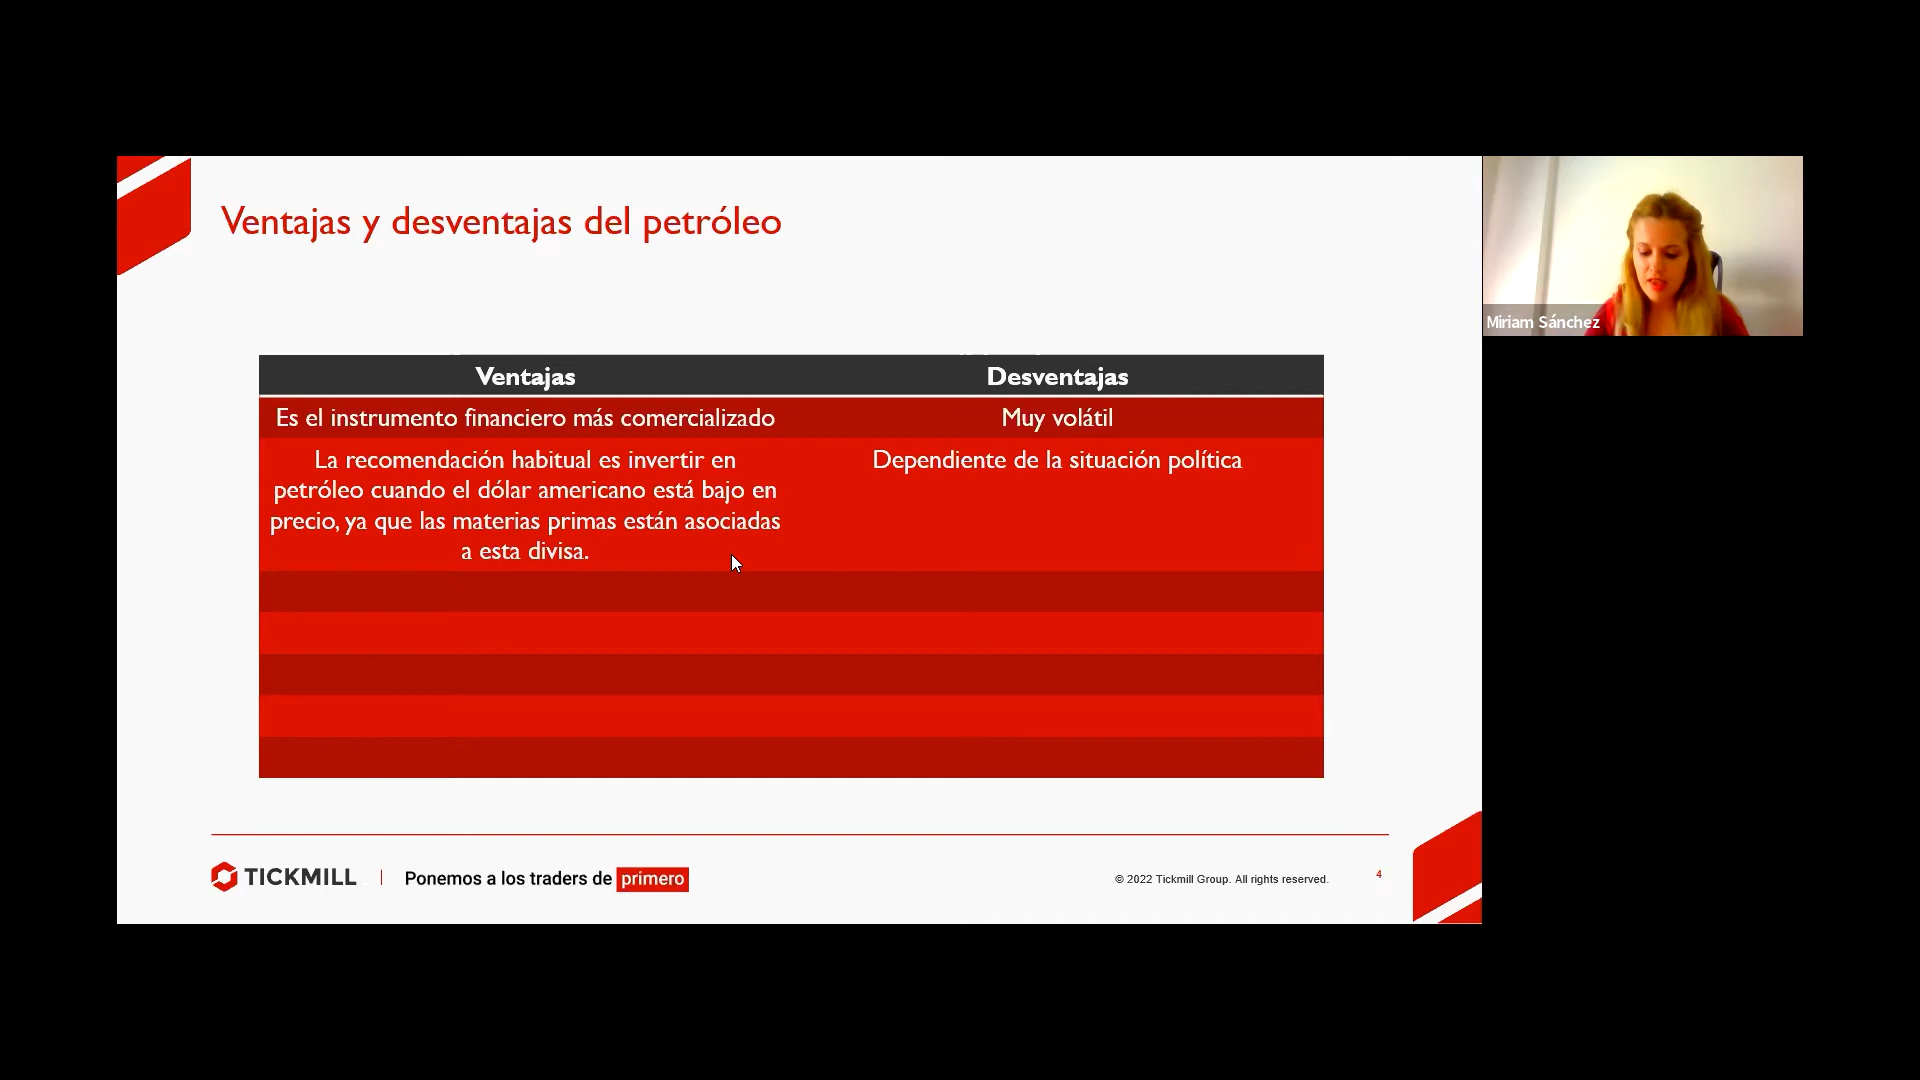 Ventajas y desventajas del petróleo
Miriam Sánchez
Ventajas
Desventajas
Es el instrumento financiero más comercializado
Muy volátil
La recomendación habitual es invertir en
petróleo cuando el dólar americano está bajo en
precio, ya que las materias primas están asociadas
a esta divisa.
Dependiente de la situación política
TICKMILL
Ponemos a los traders de primero
© 2022 Tickmill Group. All rights reserved.
4